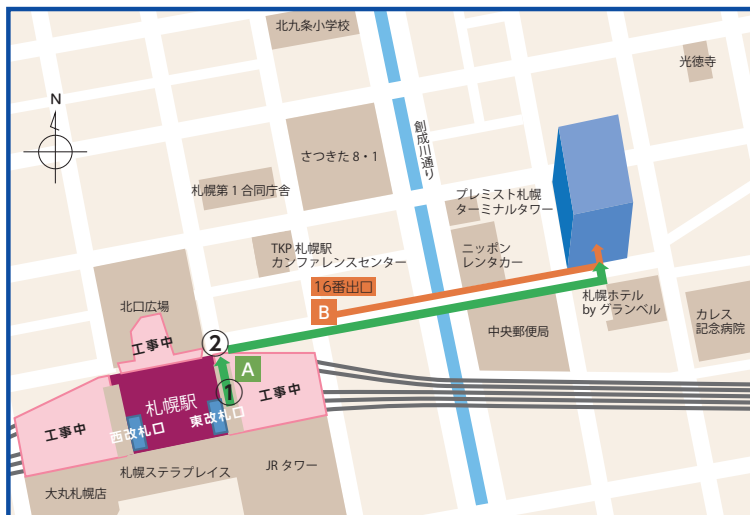 北九条小学校
光徳寺
N
創成川通り
さつきた 8・1
札幌第 1 合同庁舎
プレミスト札幌
ターミナルタワー
TKP 札幌駅
カンファレンスセンター
ニッポン
レンタカー
16番出口
B
北口広場
札幌ホテル
by グランベル
カレス
記念病院
中央郵便局
工事中
②
A
①
工事中
札幌駅
工事中
西改札口
東改札口
札幌ステラプレイス
JR タワー
大丸札幌店